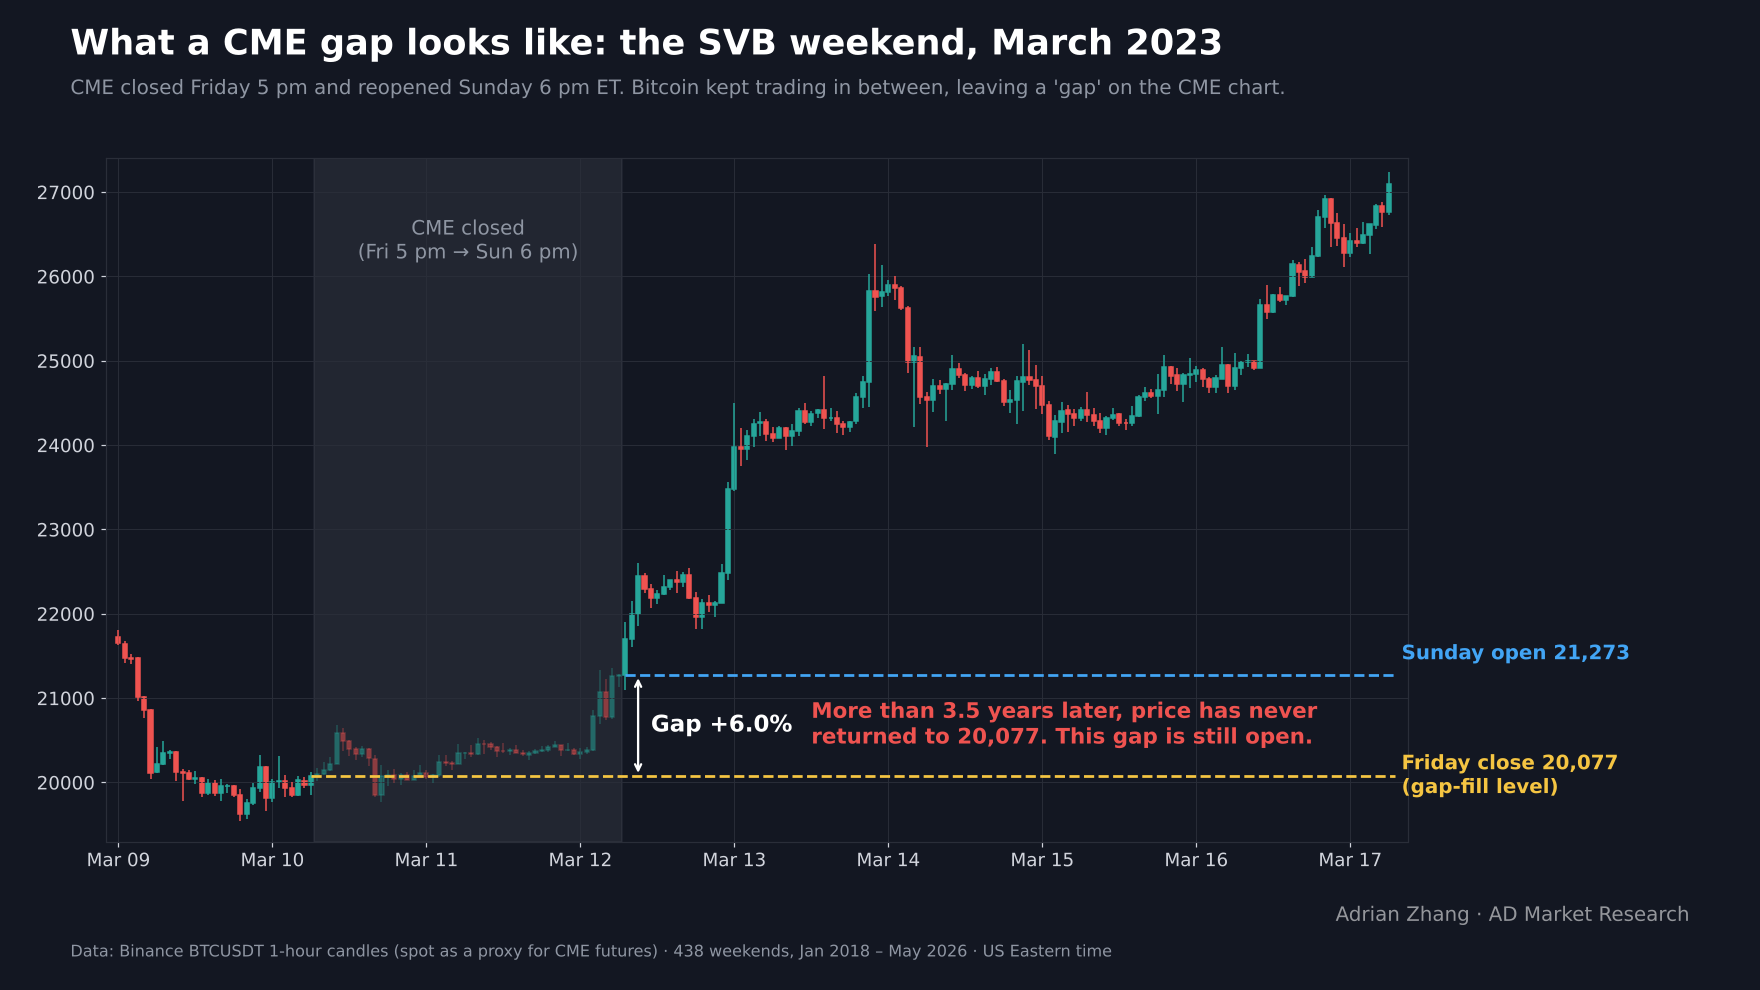 What a CME gap looks like: the SVB weekend, March 2023
CME closed Friday 5 pm and reopened Sunday 6 pm ET. Bitcoin kept trading in between, leaving a 'gap' on the CME chart.
CME closed
(Fri 5 pm → Sun 6 pm)
27000
26000
25000
24000
23000
22000
21000
20000
Sunday open 21,273
Gap +6.0%
More than 3.5 years later, price has never
returned to 20,077. This gap is still open.
Friday close 20,077
(gap-fill level)
Mar 09
Mar 10
Mar 11
Mar 12
Mar 13
Mar 14
Mar 15
Mar 16
Mar 17
Adrian Zhang · AD Market Research
Data: Binance BTCUSDT 1-hour candles (spot as a proxy for CME futures) · 438 weekends, Jan 2018 – May 2026 · US Eastern time